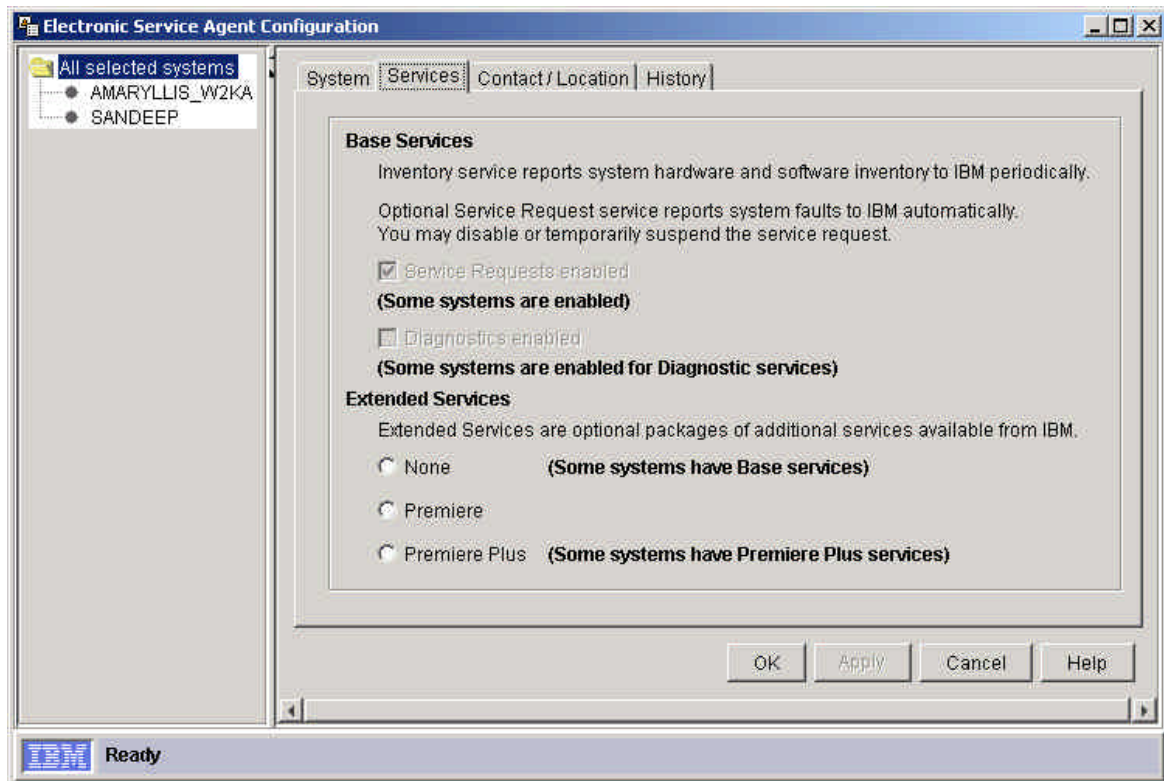 Electronic Service Agent Configuration
All selected systems
AMARYLLIS_W2KA
SANDEEP
System Services Contact / Location History
Base Services
Inventory service reports system hardware and software inventory to IBM periodically.
Optional Service Request service reports system faults to IBM automatically.
You may disable or temporarily suspend the service request.
Service Requests enabled
(Some systems are enabled)
Diagnostics enabled
(Some systems are enabled for Diagnostic services)
Extended Services
Extended Services are optional packages of additional services available from IBM.
None (Some systems have Base services)
Premiere
Premiere Plus (Some systems have Premiere Plus services)
OK Apply Cancel Help
IBM Ready